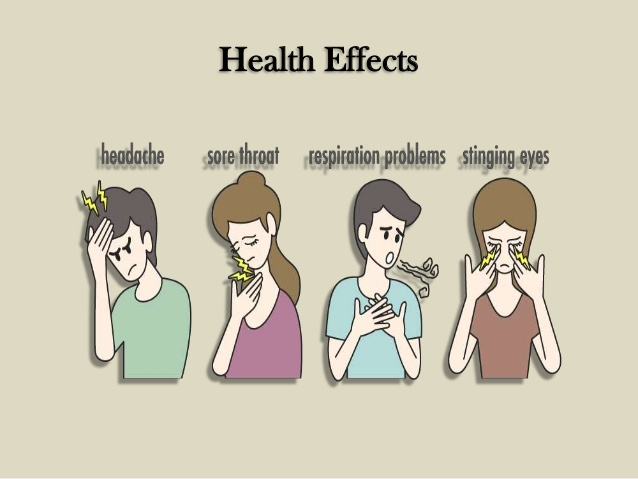 Health Effects
headache sore throat respiration problems stinging eyes